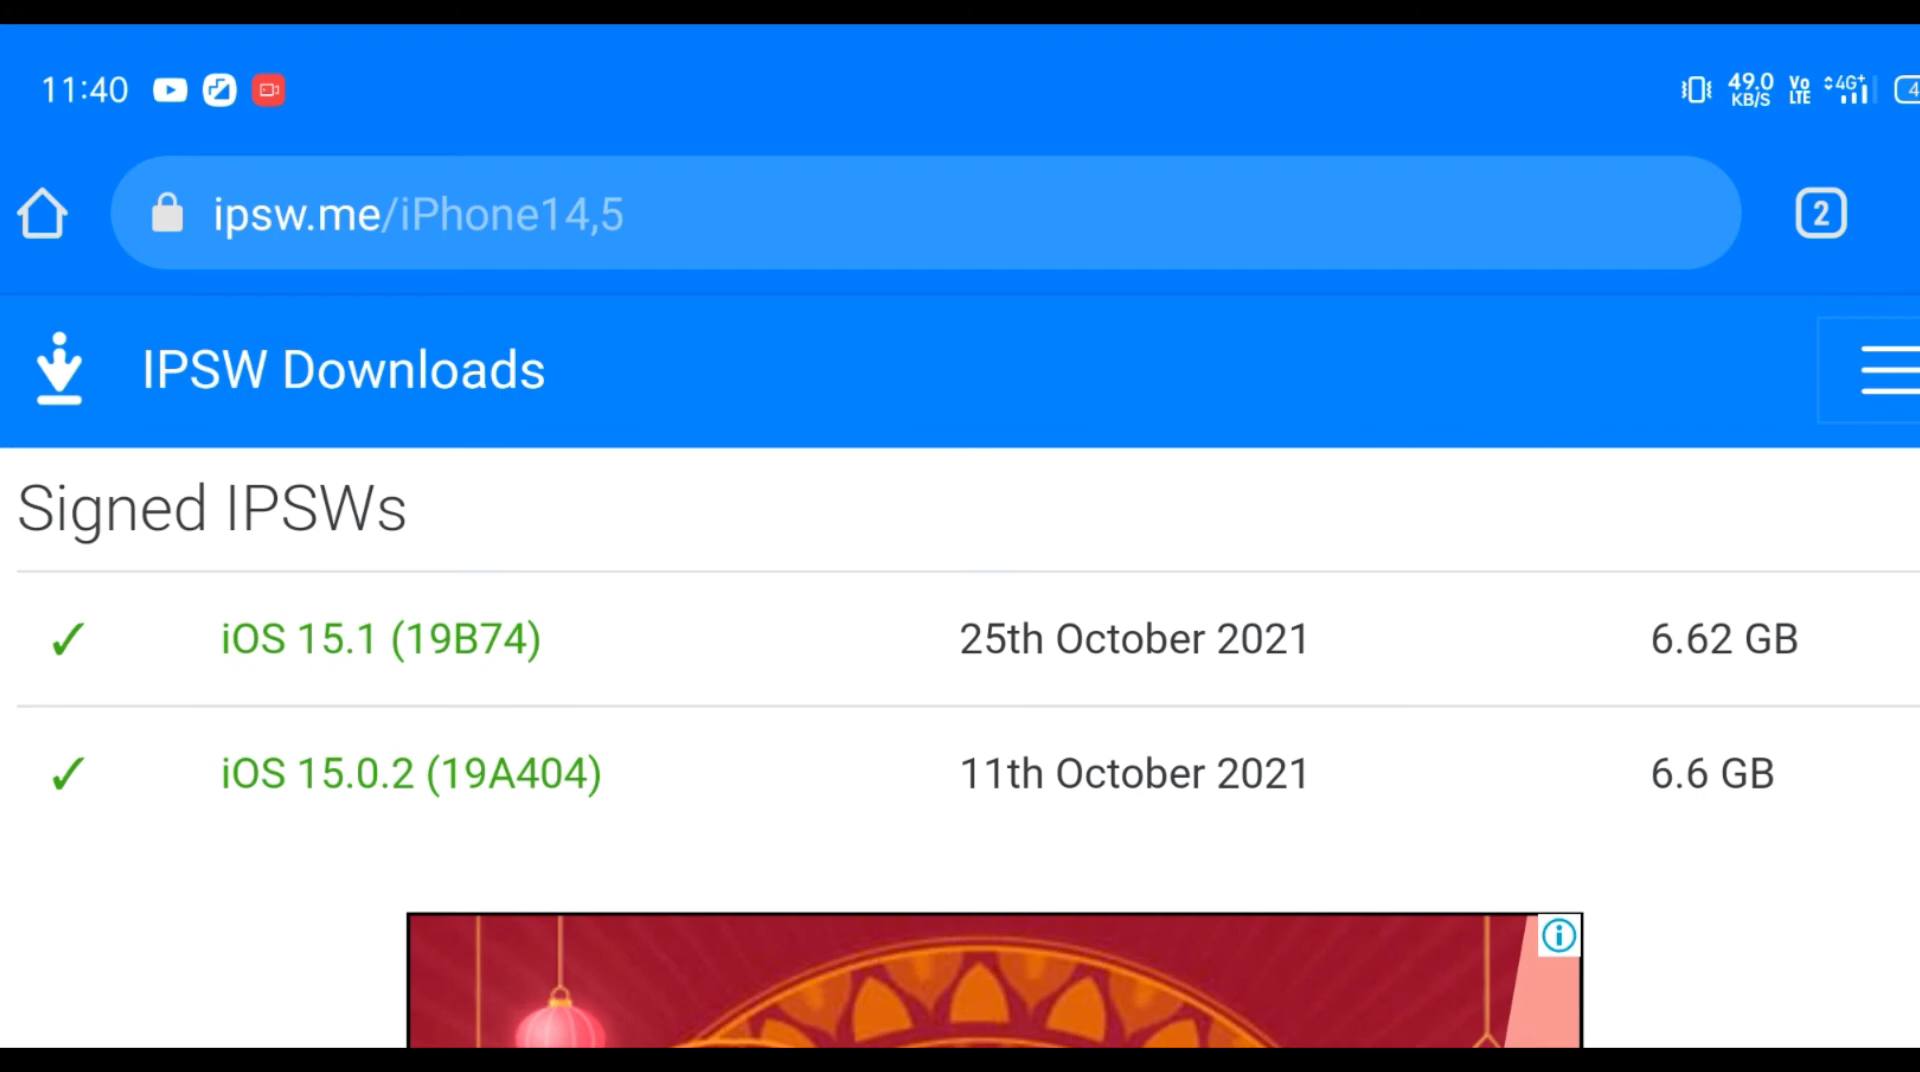 11:40 49.0 KB/S Vo LTE 4G+ 4
ipsw.me/iPhone14,5 2
IPSW Downloads
Signed IPSWs
✓ iOS 15.1 (19B74) 25th October 2021 6.62 GB
✓ iOS 15.0.2 (19A404) 11th October 2021 6.6 GB